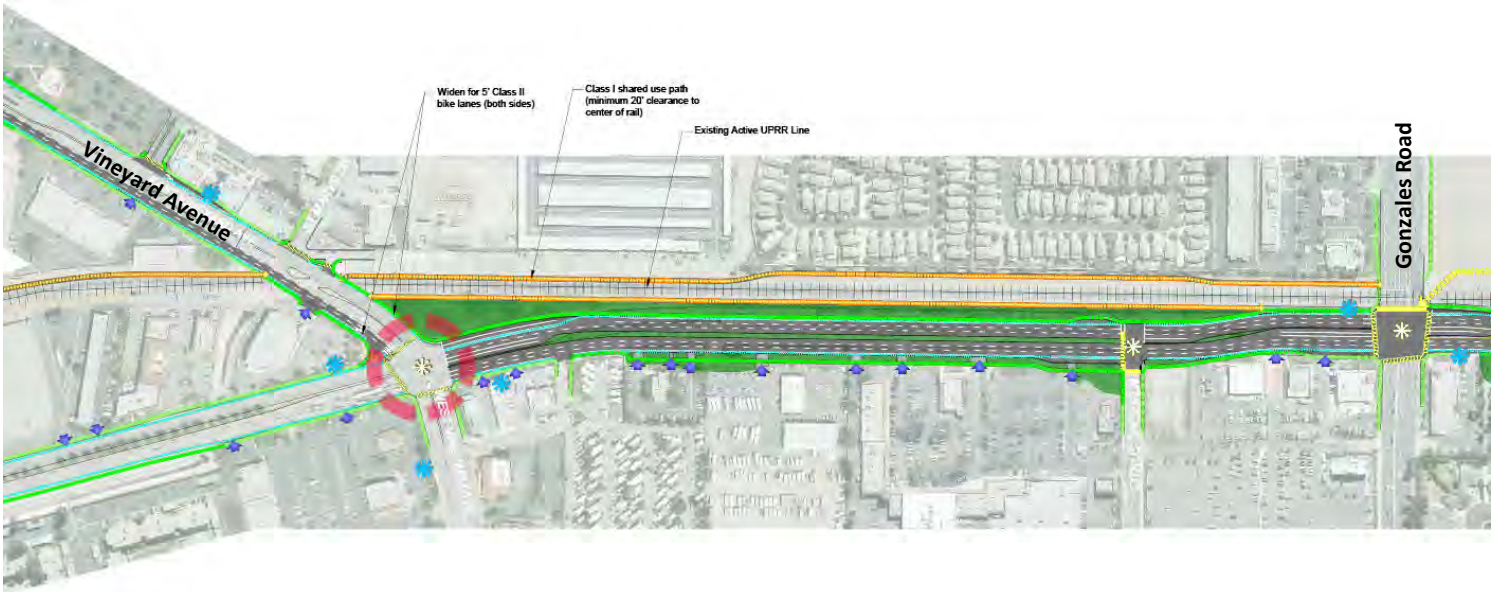 Widen for 5' Class II
bike lanes (both sides)
Class I shared use path
(minimum 20' clearance to
center of rail)
Existing Active UPRR Line
Vineyard Avenue
Gonzales Road